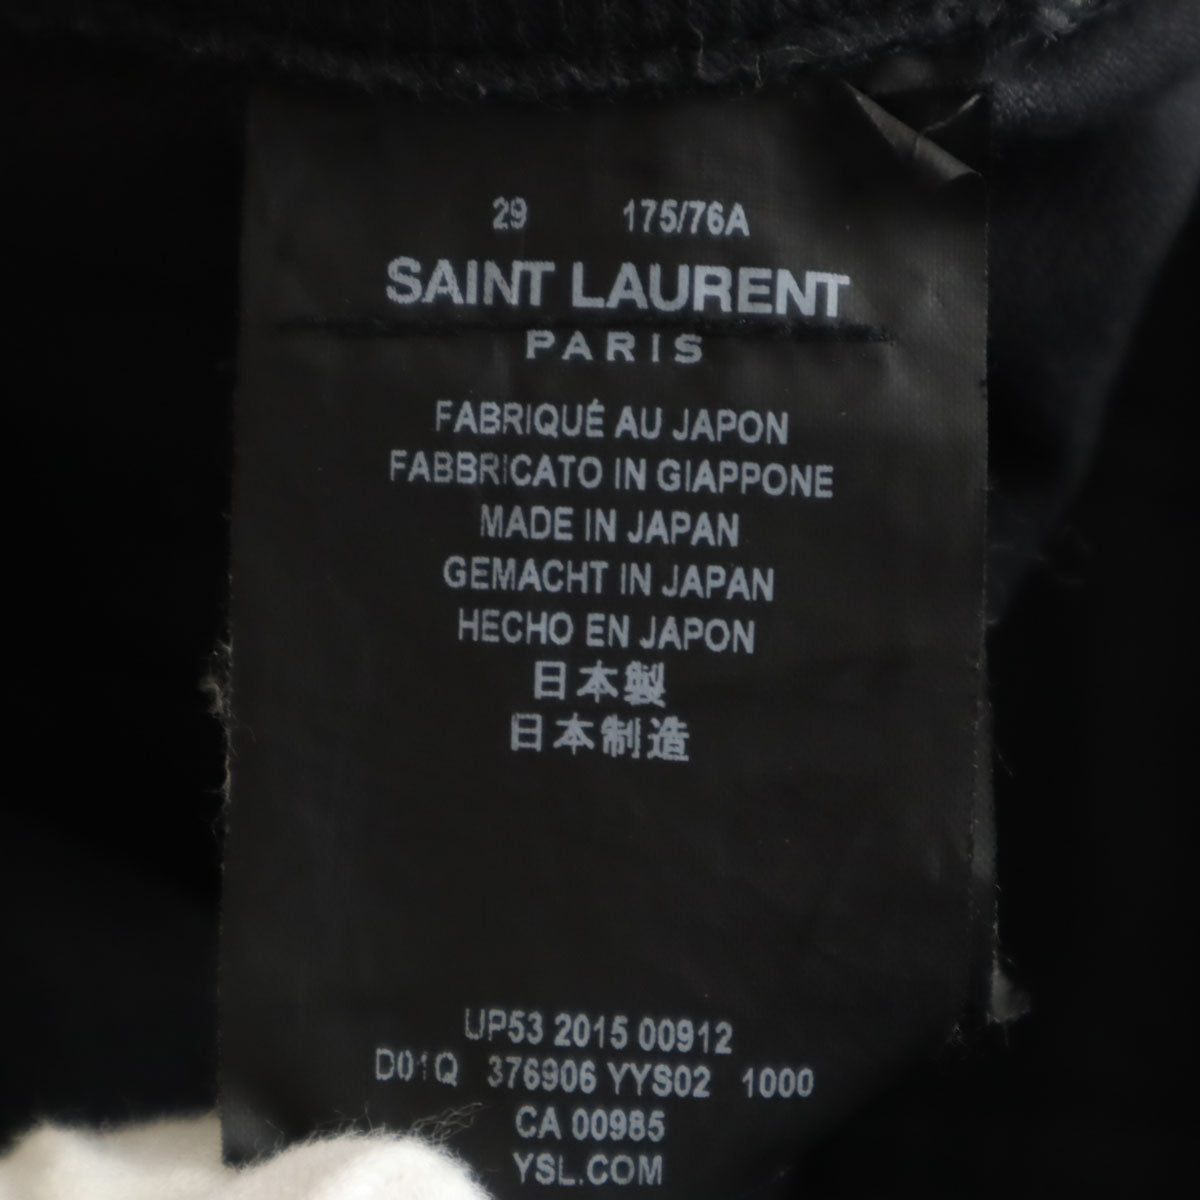 29 175/76A
SAINT LAURENT
PARIS
FABRIQUÉ AU JAPON
FABBRICATO IN GIAPPONE
MADE IN JAPAN
GEMACHT IN JAPAN
HECHO EN JAPON
日本製
日本制造
UP53 2015 00912
D01Q 376906 YYS02 1000
CA 00985
YSL.COM